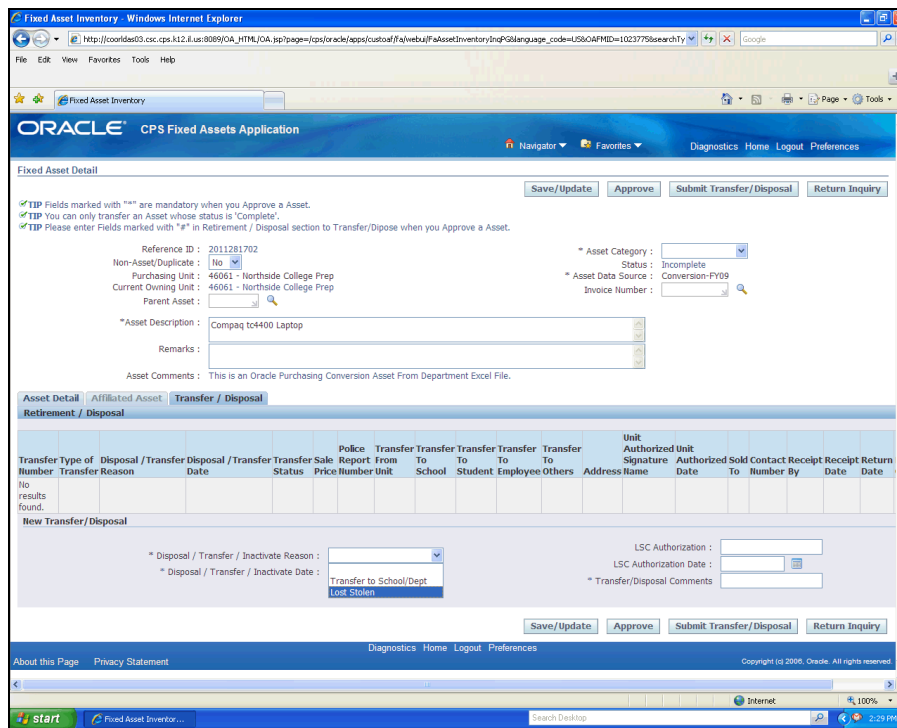 Fixed Asset Inventory - Windows Internet Explorer
http://coorldas03.csc.cps.k12.il.us:8089/OA_HTML/OA.jsp?page=/cps/oracle/apps/custoaf/fa/webui/FaAssetInventoryInqPG&language_code=US&OAFMID=1023775&searchTy
Google
File Edit View Favorites Tools Help
Fixed Asset Inventory
Page Tools
ORACLE CPS Fixed Assets Application
Navigator Favorites Diagnostics Home Logout Preferences
Fixed Asset Detail
Save/Update Approve Submit Transfer/Disposal Return Inquiry
TIP Fields marked with "*" are mandatory when you Approve a Asset.
TIP You can only transfer an Asset whose status is 'Complete'.
TIP Please enter Fields marked with "#" in Retirement / Disposal section to Transfer/Dipose when you Approve a Asset.
Reference ID : 2011281702
Non-Asset/Duplicate : No
Purchasing Unit : 46061 - Northside College Prep
Current Owning Unit : 46061 - Northside College Prep
Parent Asset :
* Asset Category :
Status : Incomplete
* Asset Data Source : Conversion-FY09
Invoice Number :
*Asset Description : Compaq tc4400 Laptop
Remarks :
Asset Comments : This is an Oracle Purchasing Conversion Asset From Department Excel File.
Asset Detail Affiliated Asset Transfer / Disposal
Retirement / Disposal
Transfer Number
Type of Transfer
Disposal /Transfer Reason
Disposal /Transfer Date
Transfer Status
Sale Price
Police Report Number
Transfer From Unit
Transfer To School
Transfer To Student
Transfer To Employee
Transfer To Others
Address
Unit Authorized Signature Name
Unit Authorized Date
Sold To
Contact Number
Receipt By
Receipt Date
Return Date
No results found.
New Transfer/Disposal
* Disposal / Transfer / Inactivate Reason :
* Disposal / Transfer / Inactivate Date :
Transfer to School/Dept
Lost Stolen
LSC Authorization :
LSC Authorization Date :
* Transfer/Disposal Comments
Save/Update Approve Submit Transfer/Disposal Return Inquiry
Diagnostics Home Logout Preferences
About this Page Privacy Statement
Copyright (c) 2006, Oracle. All rights reserved.
Internet 100%
start Fixed Asset Inventor... Search Desktop 2:29 PM